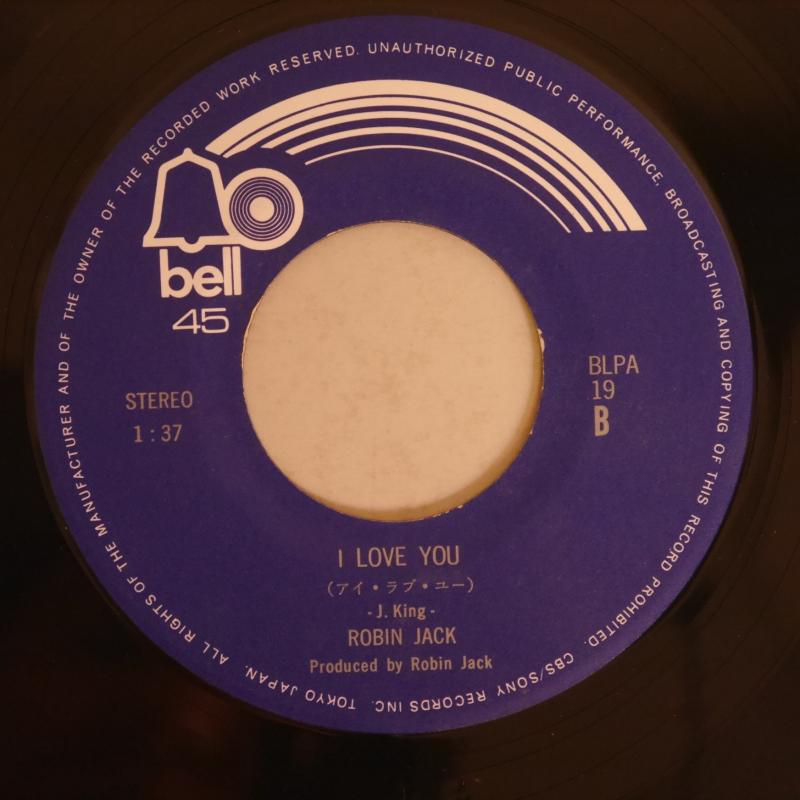 ALL RIGHTS OF THE MANUFACTURER AND OF THE OWNER OF THE RECORDED WORK RESERVED. UNAUTHORIZED PUBLIC PERFORMANCE. BROADCASTING AND COPYING OF THIS RECORD PROHIBITED. CBS/SONY RECORDS INC. TOKYO JAPAN.
bell
45
STEREO
1:37
BLPA
19
B
I LOVE YOU
(アイ・ラブ・ユー)
- J. King -
ROBIN JACK
Produced by Robin Jack